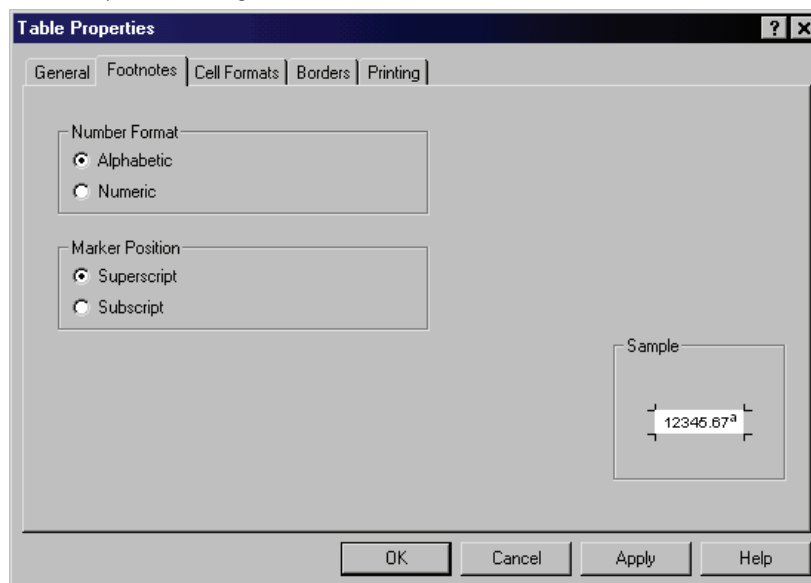 Table Properties
General Footnotes Cell Formats Borders Printing
Number Format
Alphabetic
Numeric
Marker Position
Superscript
Subscript
Sample
12345.67a
OK Cancel Apply Help